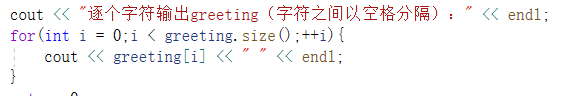 cout << "逐个字符输出greeting（字符之间以空格分隔）：" << endl;
for(int i = 0;i < greeting.size();++i){
    cout << greeting[i] << " " << endl;
}